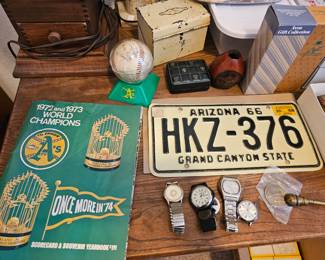 1972 and 1973
WORLD
CHAMPIONS
A's
ONCE MORE IN '74
SCORECARD & SOUVENIR YEARBOOK
Avon
Gift Collection
A's
ARIZONA 66
HKZ-376
GRAND CANYON STATE